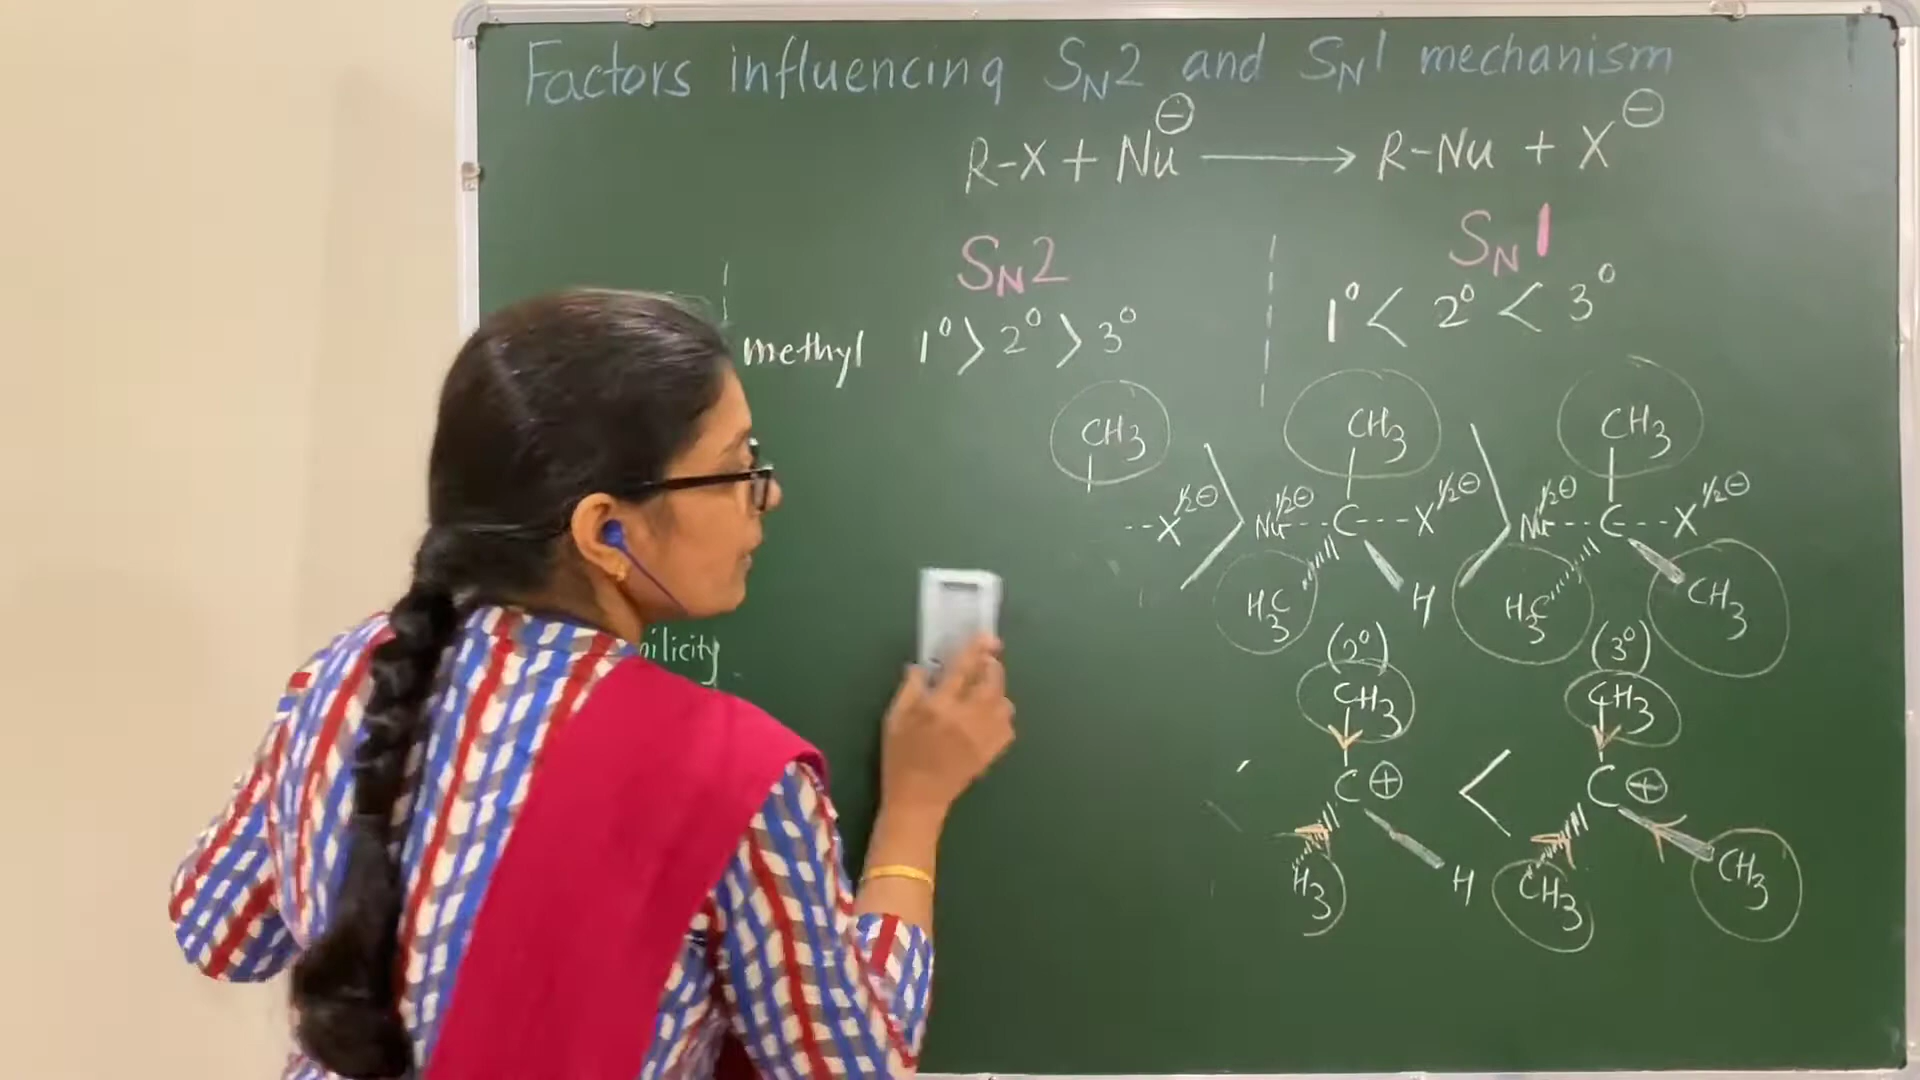 Factors influencing SN2 and SN1 mechanism
R-X + Nu⊖ ⟶ R-Nu + X⊖
SN2
SN1
methyl 1° > 2° > 3°
1° < 2° < 3°
CH3 CH3 CH3
--X ½⊖ > Nu ½⊖ ---C---X ½⊖ > Nu ½⊖ ---C---X ½⊖
H3C H H3C CH3
(2°) (3°)
CH3 CH3
C⊕ < C⊕
H3 H CH3 CH3